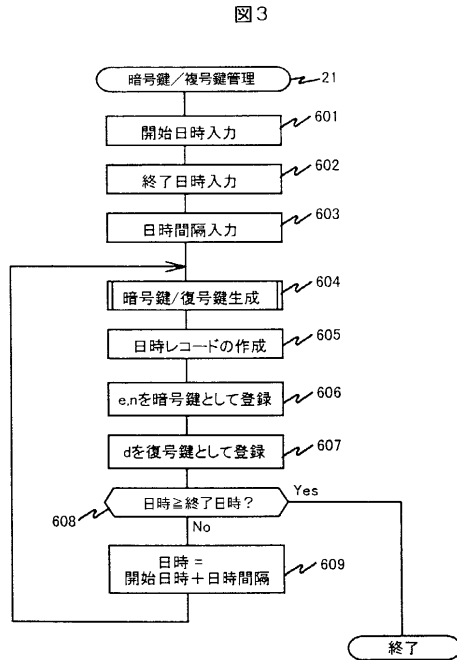 図3
暗号鍵／複号鍵管理
21
開始日時入力
601
終了日時入力
602
日時間隔入力
603
暗号鍵/復号鍵生成
604
日時レコードの作成
605
e,nを暗号鍵として登録
606
dを復号鍵として登録
607
日時≧終了日時?
Yes
608
No
日時=
開始日時+日時間隔
609
終了